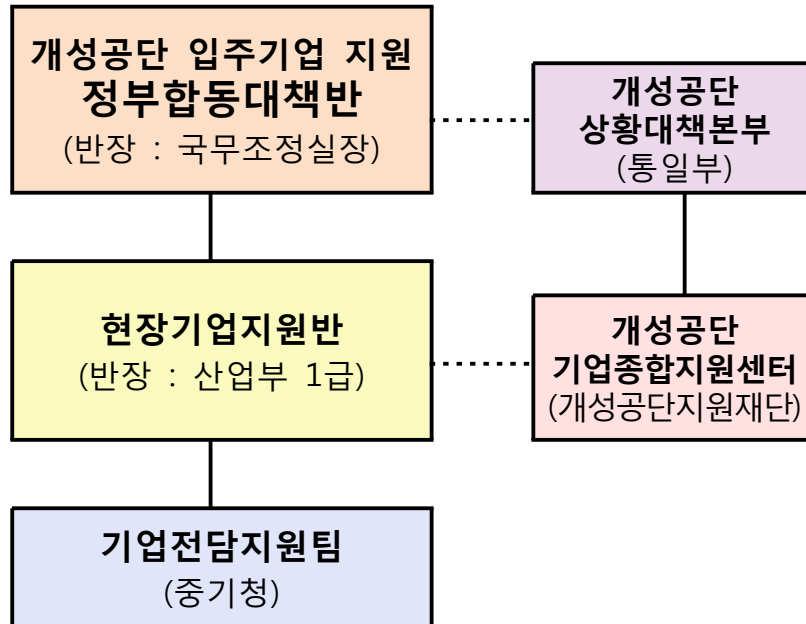 개성공단 입주기업 지원
정부합동대책반
(반장 : 국무조정실장)
개성공단
상황대책본부
(통일부)
현장기업지원반
(반장 : 산업부 1급)
개성공단
기업종합지원센터
(개성공단지원재단)
기업전담지원팀
(중기청)